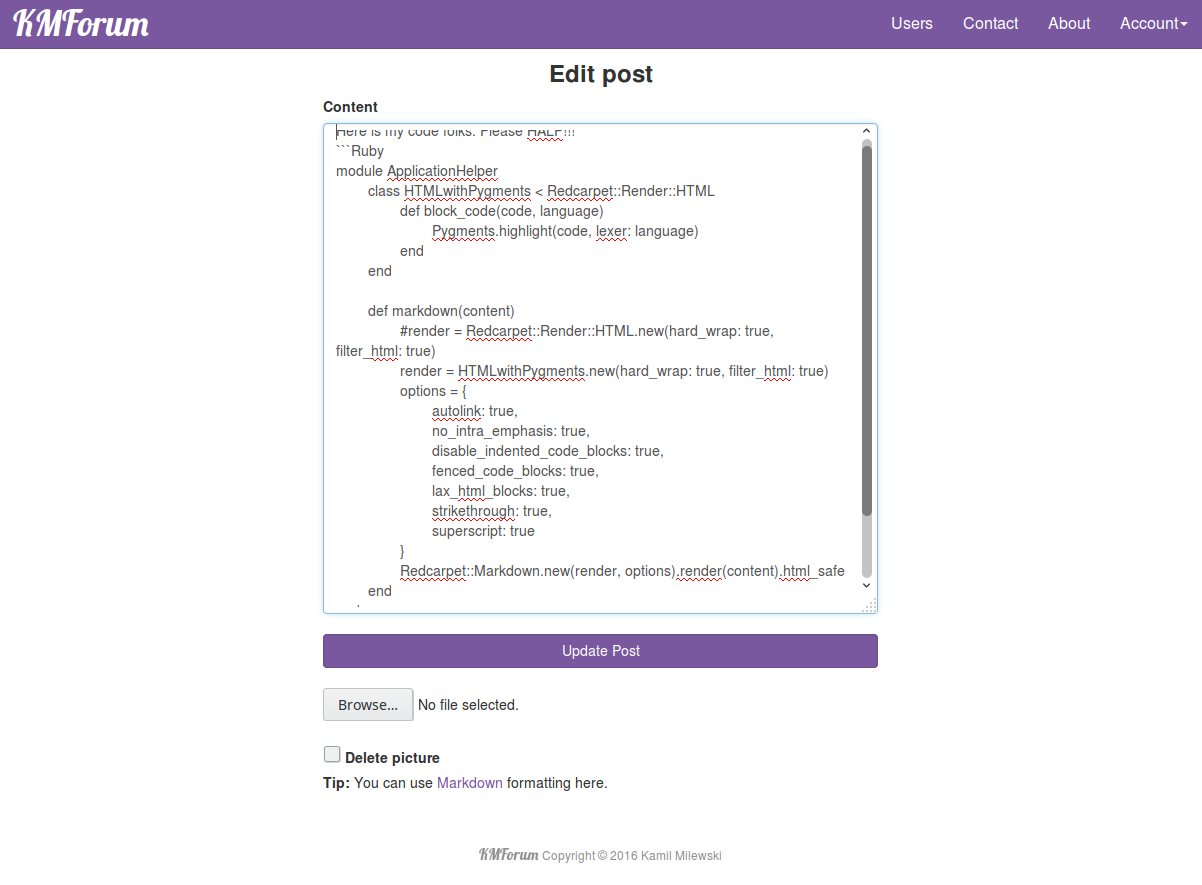 KMForum
Users Contact About Account
Edit post
Content
Here is my code folks. Please HALP!!!
```Ruby
module ApplicationHelper
class HTMLwithPygments < Redcarpet::Render::HTML
def block_code(code, language)
Pygments.highlight(code, lexer: language)
end
end
def markdown(content)
#render = Redcarpet::Render::HTML.new(hard_wrap: true,
filter_html: true)
render = HTMLwithPygments.new(hard_wrap: true, filter_html: true)
options = {
autolink: true,
no_intra_emphasis: true,
disable_indented_code_blocks: true,
fenced_code_blocks: true,
lax_html_blocks: true,
strikethrough: true,
superscript: true
}
Redcarpet::Markdown.new(render, options).render(content).html_safe
end
Update Post
Browse... No file selected.
Delete picture
Tip: You can use Markdown formatting here.
KMForum Copyright © 2016 Kamil Milewski